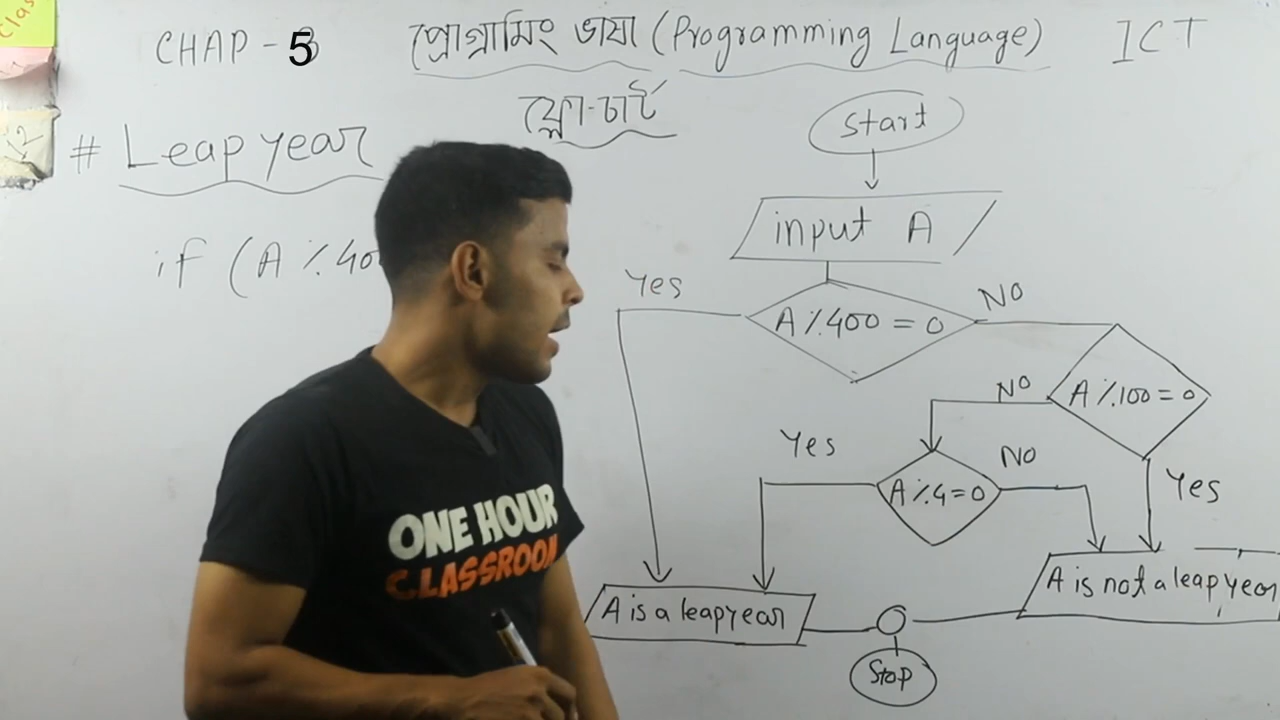 CHAP - 5 প্রোগ্রামিং ভাষা (Programming Language) ICT
ফ্লো-চার্ট
# Leap year
if (A % 40
Start
input A
Yes
A % 400 = 0
No
No
A % 100 = 0
Yes
A % 4 = 0
No
Yes
A is a leap year
A is not a leap year
Stop
ONE HOUR
CLASSROOM
Clas